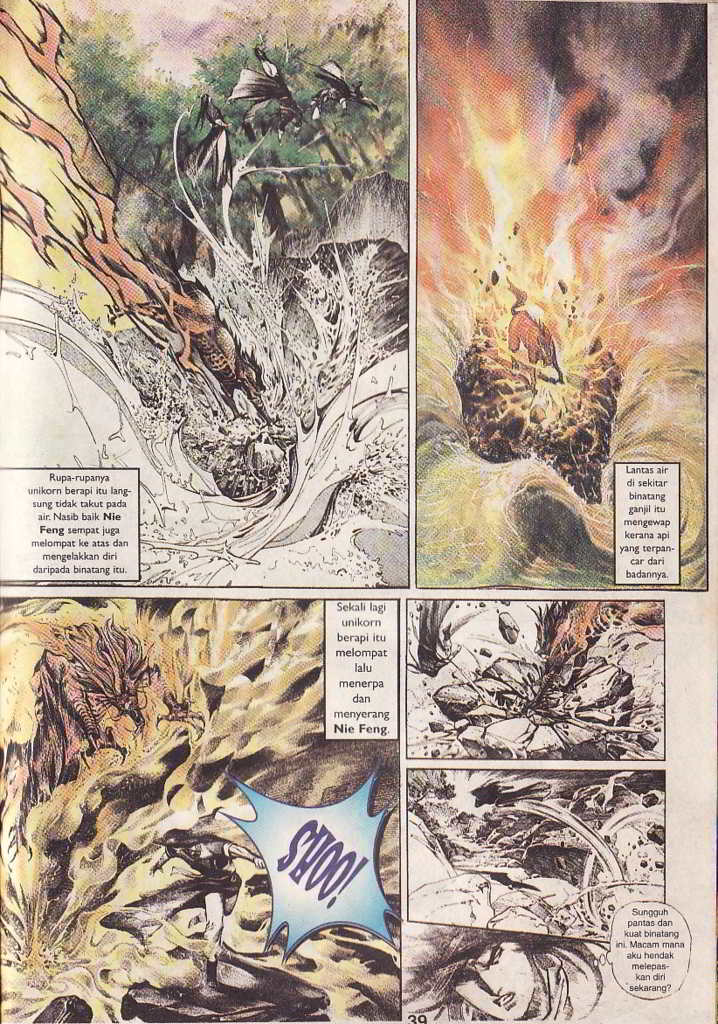 Rupa-rupanya
unikorn berapi itu lang-
sung tidak takut pada
air. Nasib baik Nie
Feng sempat juga
melompat ke atas dan
mengelakkan diri
daripada binatang itu.
Lantas air
di sekitar
binatang
ganjil itu
mengewap
kerana api
yang terpan-
car dari
badannya.
Sekali lagi
unikorn
berapi itu
melompat
lalu
menerpa
dan
menyerang
Nie Feng.
Sungguh
pantas dan
kuat binatang
ini. Macam mana
aku hendak
melepas-
kan diri
sekarang?
39